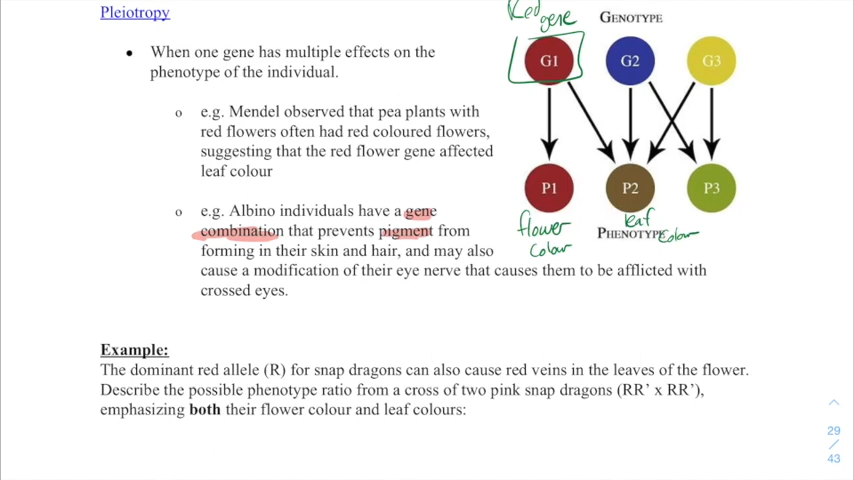 Pleiotropy
Red gene
GENOTYPE
• When one gene has multiple effects on the
phenotype of the individual.
G1 G2 G3
o e.g. Mendel observed that pea plants with
red flowers often had red coloured flowers,
suggesting that the red flower gene affected
leaf colour
P1 P2 P3
o e.g. Albino individuals have a gene
combination that prevents pigment from
forming in their skin and hair, and may also
cause a modification of their eye nerve that causes them to be afflicted with
crossed eyes.
flower
colour
leaf
colour
PHENOTYPE
Example:
The dominant red allele (R) for snap dragons can also cause red veins in the leaves of the flower.
Describe the possible phenotype ratio from a cross of two pink snap dragons (RR’ x RR’),
emphasizing both their flower colour and leaf colours:
29
/
43